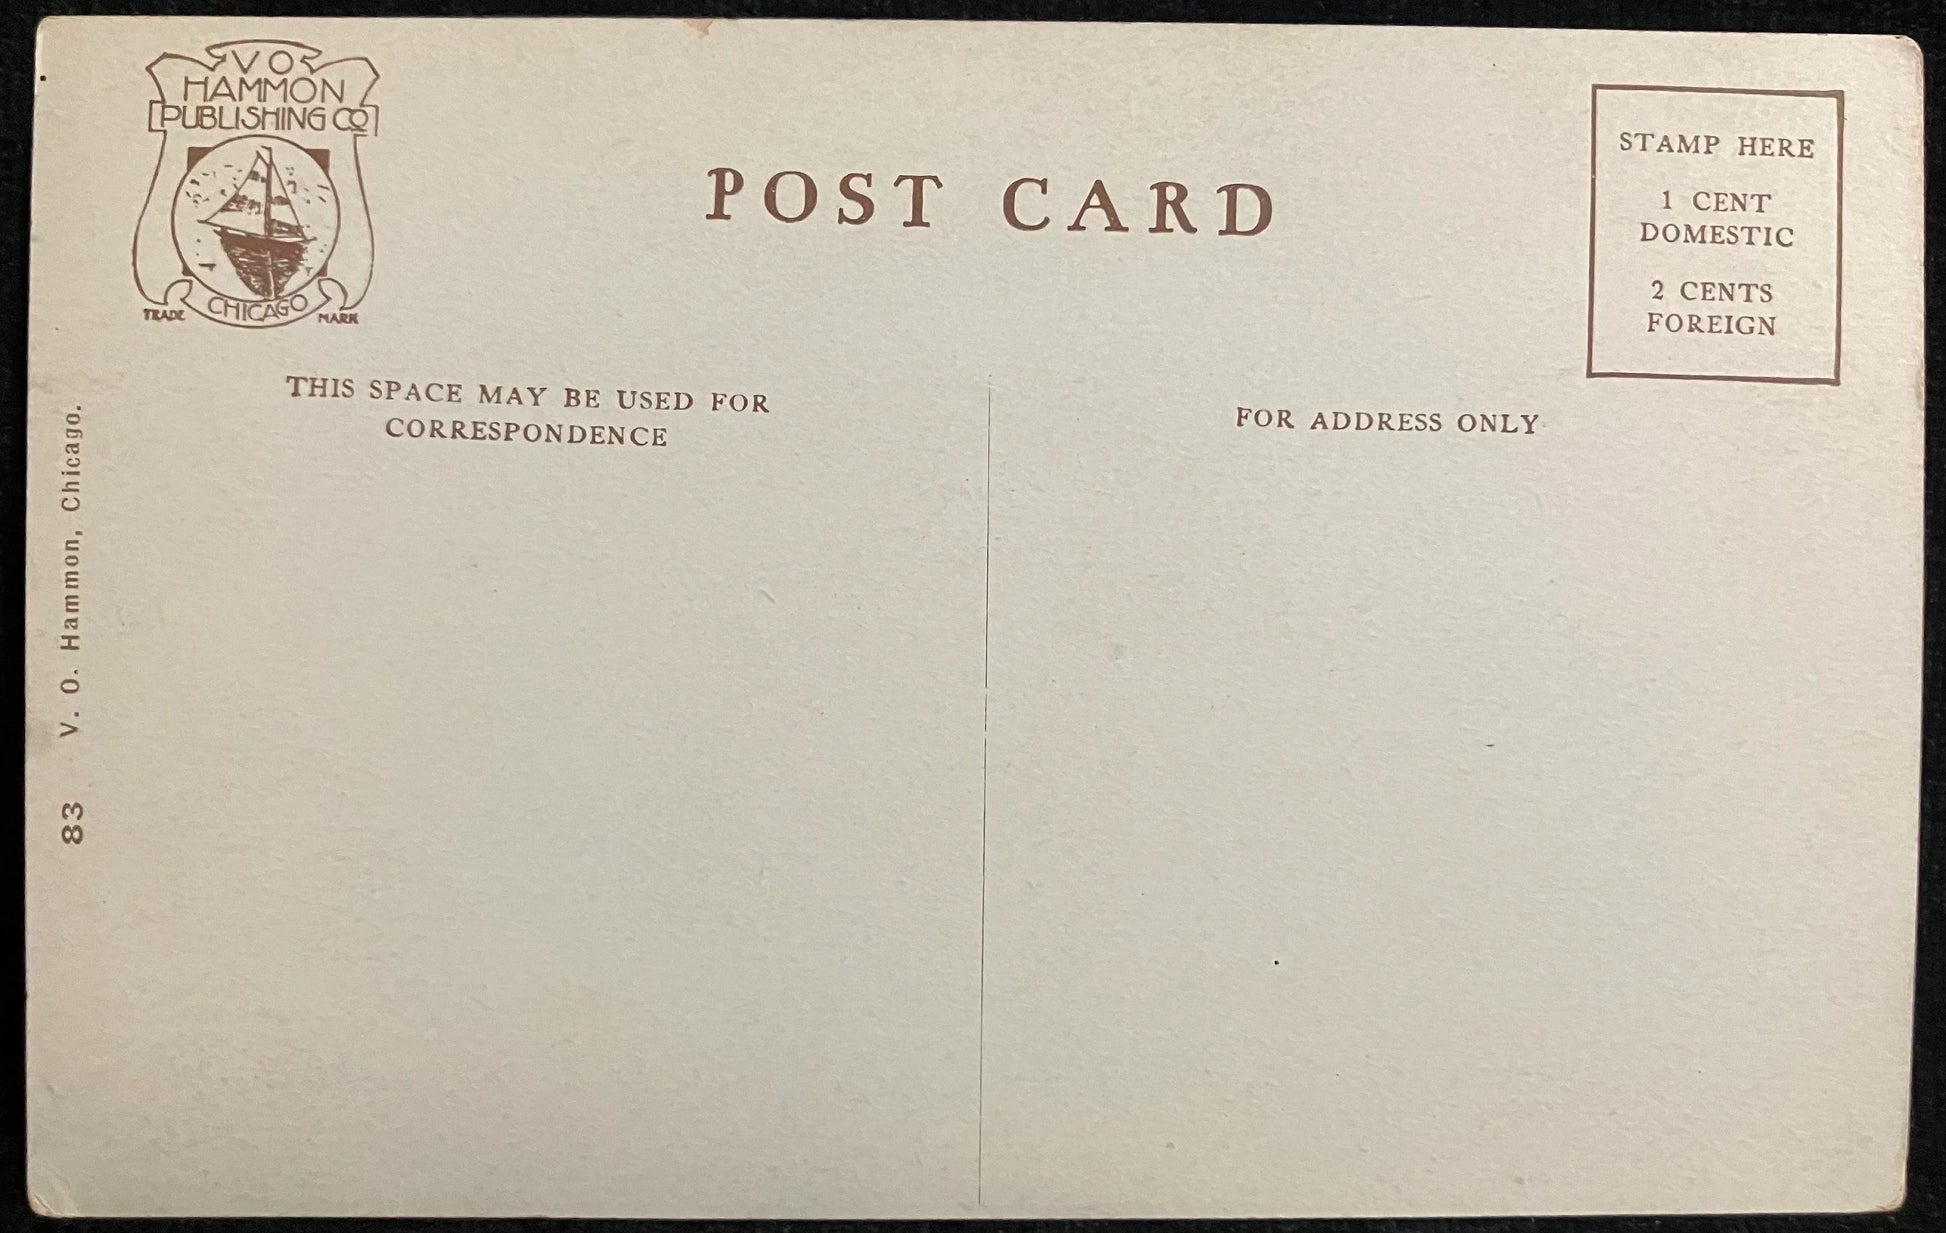 V O
HAMMON
PUBLISHING CO
CHICAGO
TRADE MARK
POST CARD
STAMP HERE
1 CENT
DOMESTIC
2 CENTS
FOREIGN
THIS SPACE MAY BE USED FOR
CORRESPONDENCE
FOR ADDRESS ONLY
83 V. O. Hammon, Chicago.